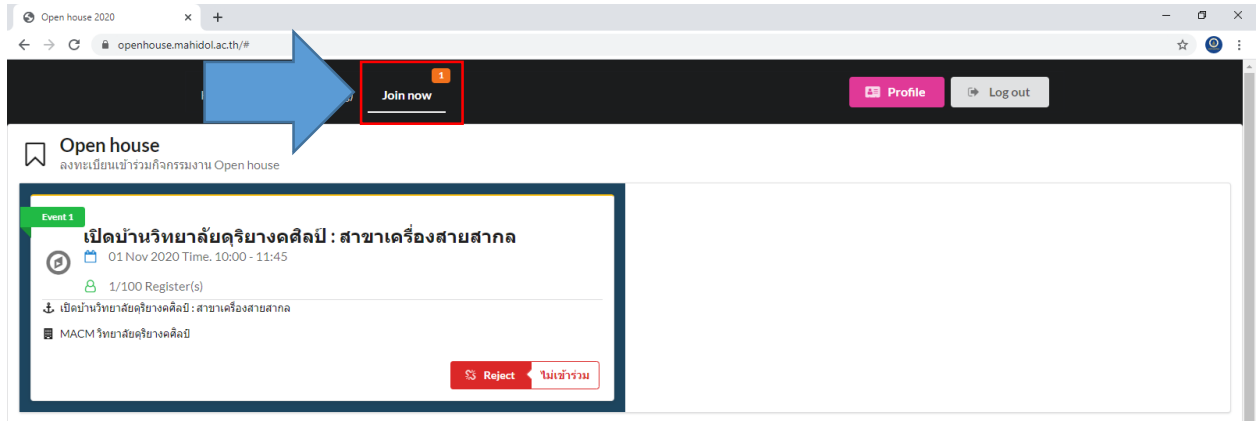 Open house 2020
openhouse.mahidol.ac.th/#
1
Join now
Profile
Log out
Open house
ลงทะเบียนเข้าร่วมกิจกรรมงาน Open house
Event 1
เปิดบ้านวิทยาลัยดุริยางคศิลป์ : สาขาเครื่องสายสากล
01 Nov 2020 Time. 10:00 - 11:45
1/100 Register(s)
เปิดบ้านวิทยาลัยดุริยางคศิลป์ : สาขาเครื่องสายสากล
MACM วิทยาลัยดุริยางคศิลป์
Reject ไม่เข้าร่วม